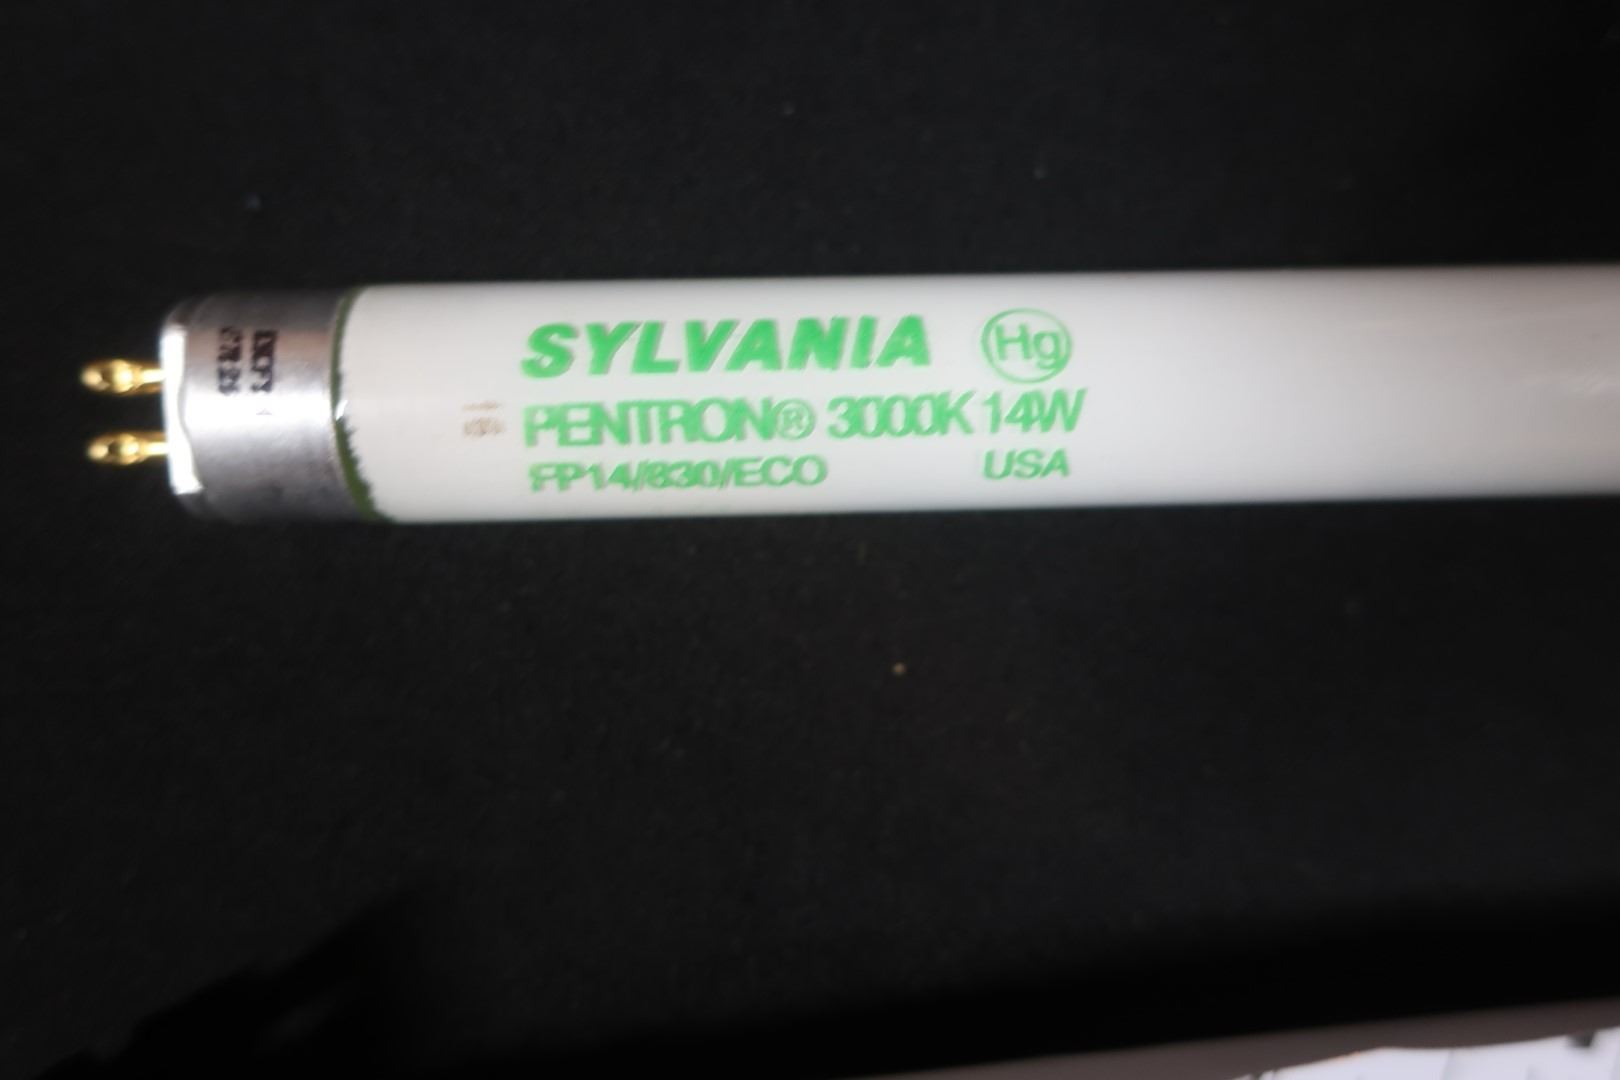 SYLVANIA Hg
PENTRON® 3000K 14W
FP14/830/ECO USA